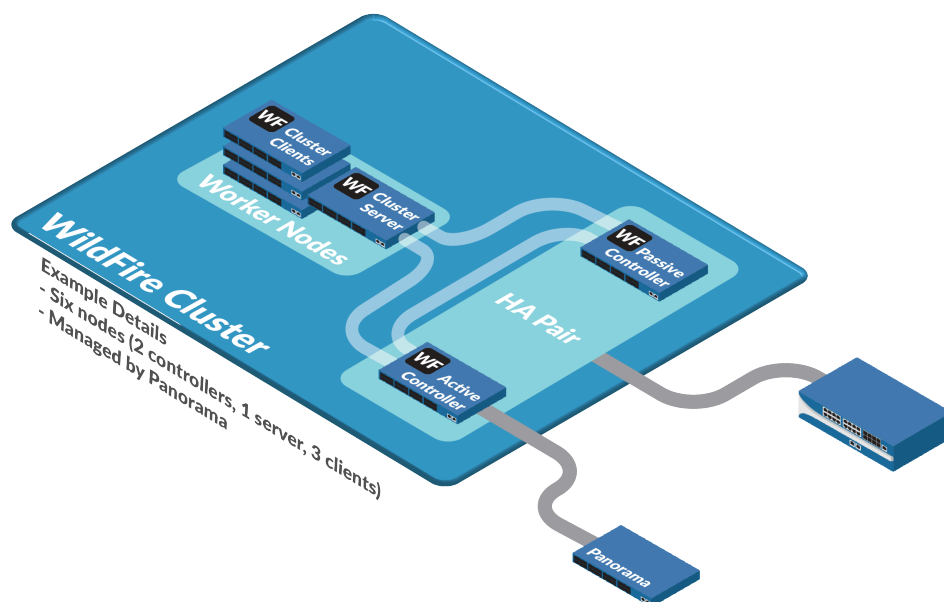 WF Cluster
Clients
WF Cluster
Server
Worker Nodes
WF Passive
Controller
HA Pair
WF Active
Controller
WildFire Cluster
Example Details
- Six nodes (2 controllers, 1 server, 3 clients)
- Managed by Panorama
Panorama